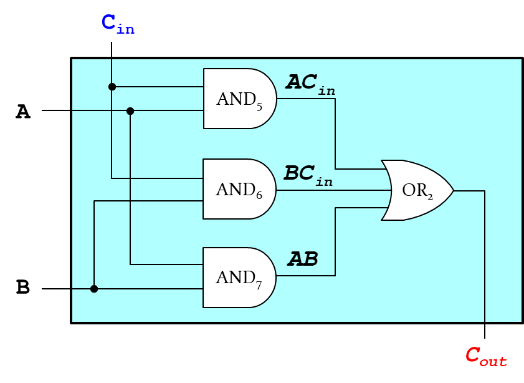 Cin
A
AND5
ACin
AND6
BCin
OR2
AND7
AB
B
Cout